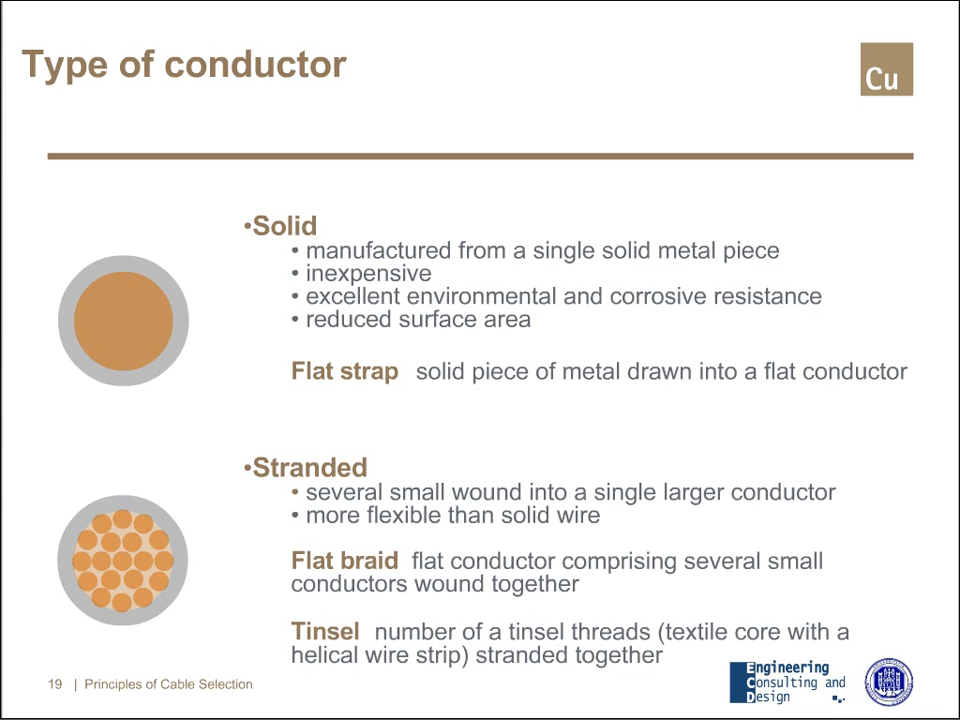 Type of conductor
Cu
•Solid
• manufactured from a single solid metal piece
• inexpensive
• excellent environmental and corrosive resistance
• reduced surface area
Flat strap solid piece of metal drawn into a flat conductor
•Stranded
• several small wound into a single larger conductor
• more flexible than solid wire
Flat braid flat conductor comprising several small
conductors wound together
Tinsel number of a tinsel threads (textile core with a
helical wire strip) stranded together
19 | Principles of Cable Selection
Engineering
Consulting and
Design